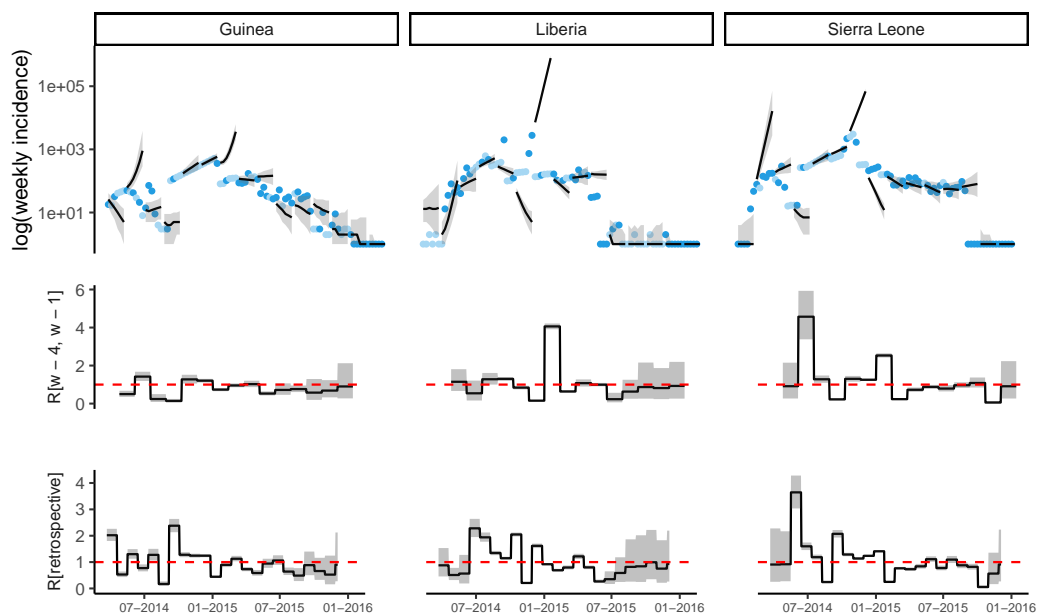 Guinea
Liberia
Sierra Leone
log(weekly incidence)
1e+05
1e+03
1e+01
R[w − 4, w − 1]
6
4
2
0
R[retrospective]
4
3
2
1
0
07−2014 01−2015 07−2015 01−2016
07−2014 01−2015 07−2015 01−2016
07−2014 01−2015 07−2015 01−2016